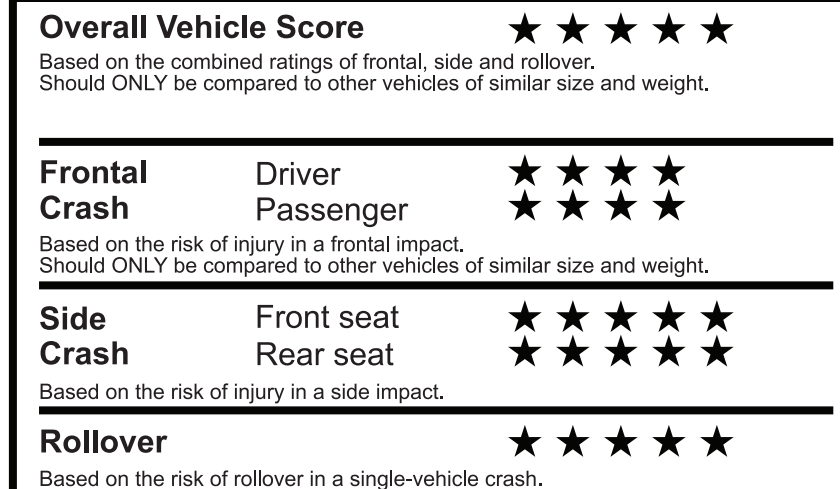 Overall Vehicle Score ★ ★ ★ ★ ★
Based on the combined ratings of frontal, side and rollover.
Should ONLY be compared to other vehicles of similar size and weight.
Frontal Driver ★ ★ ★ ★
Crash Passenger ★ ★ ★ ★
Based on the risk of injury in a frontal impact.
Should ONLY be compared to other vehicles of similar size and weight.
Side Front seat ★ ★ ★ ★ ★
Crash Rear seat ★ ★ ★ ★ ★
Based on the risk of injury in a side impact.
Rollover ★ ★ ★ ★ ★
Based on the risk of rollover in a single-vehicle crash.